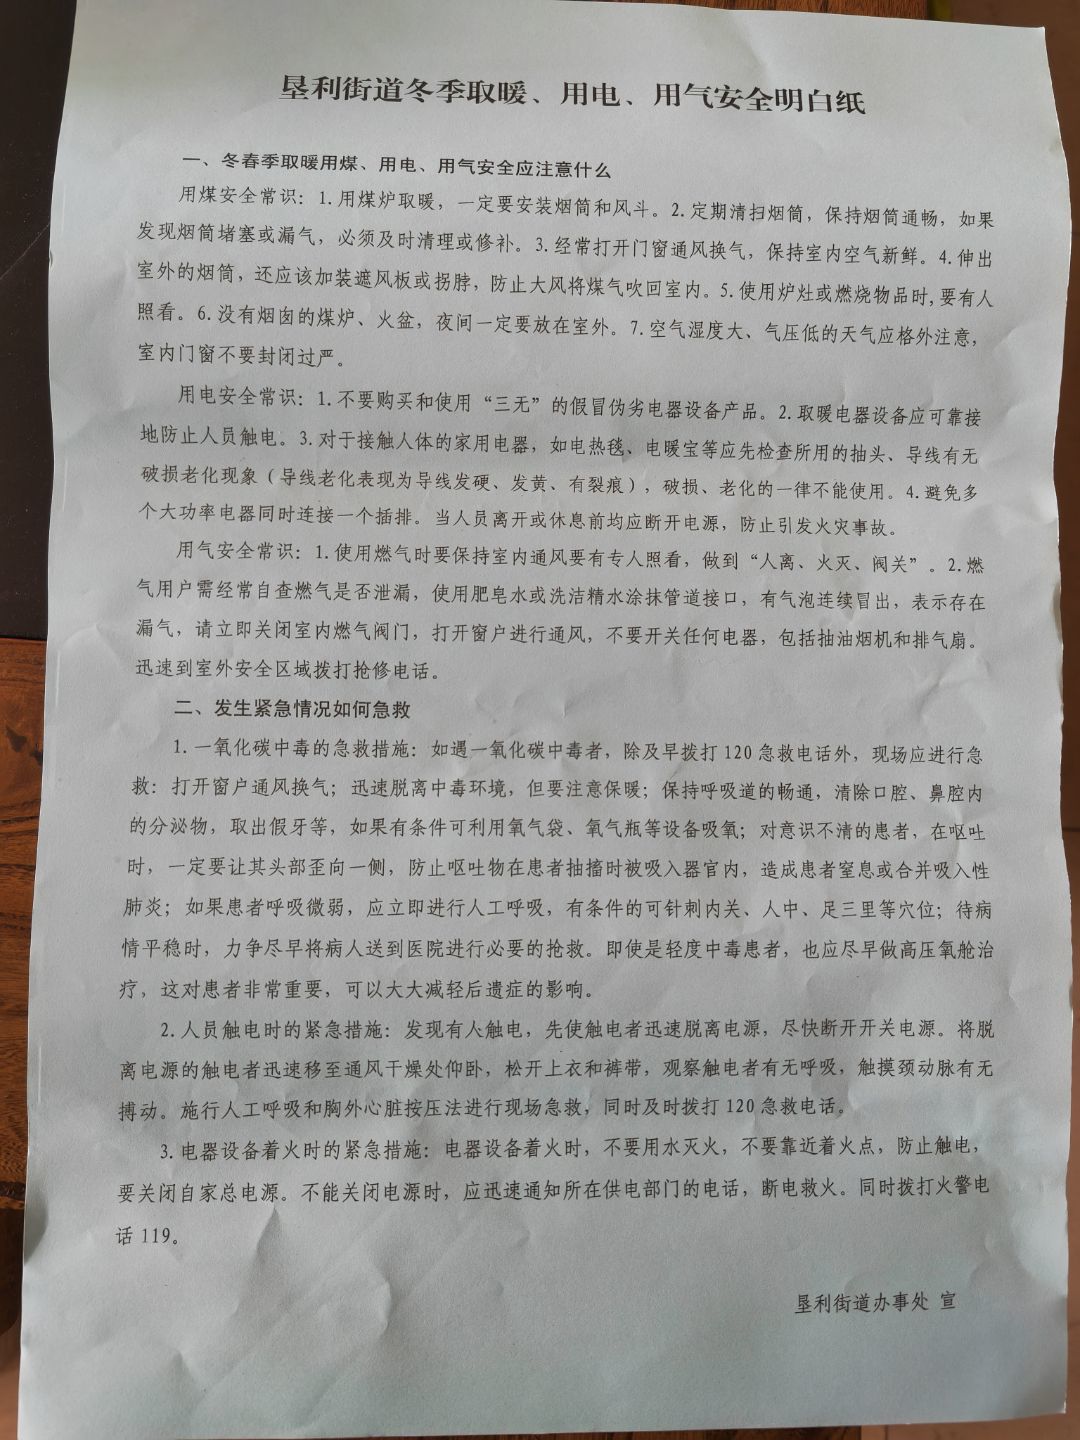 垦利街道冬季取暖、用电、用气安全明白纸
一、冬春季取暖用煤、用电、用气安全应注意什么
用煤安全常识：1.用煤炉取暖，一定要安装烟筒和风斗。2.定期清扫烟筒，保持烟筒通畅，如果
发现烟筒堵塞或漏气，必须及时清理或修补。3.经常打开门窗通风换气，保持室内空气新鲜。4.伸出
室外的烟筒，还应该加装遮风板或拐脖，防止大风将煤气吹回室内。5.使用炉灶或燃烧物品时,要有人
照看。6.没有烟囱的煤炉、火盆，夜间一定要放在室外。7.空气湿度大、气压低的天气应格外注意，
室内门窗不要封闭过严。
用电安全常识：1.不要购买和使用“三无”的假冒伪劣电器设备产品。2.取暖电器设备应可靠接
地防止人员触电。3.对于接触人体的家用电器，如电热毯、电暖宝等应先检查所用的抽头、导线有无
破损老化现象（导线老化表现为导线发硬、发黄、有裂痕），破损、老化的一律不能使用。4.避免多
个大功率电器同时连接一个插排。当人员离开或休息前均应断开电源，防止引发火灾事故。
用气安全常识：1.使用燃气时要保持室内通风要有专人照看，做到“人离、火灭、阀关”。2.燃
气用户需经常自查燃气是否泄漏，使用肥皂水或洗洁精水涂抹管道接口，有气泡连续冒出，表示存在
漏气，请立即关闭室内燃气阀门，打开窗户进行通风，不要开关任何电器，包括抽油烟机和排气扇。
迅速到室外安全区域拨打抢修电话。
二、发生紧急情况如何急救
1.一氧化碳中毒的急救措施：如遇一氧化碳中毒者，除及早拨打120急救电话外，现场应进行急
救：打开窗户通风换气；迅速脱离中毒环境，但要注意保暖；保持呼吸道的畅通，清除口腔、鼻腔内
的分泌物，取出假牙等，如果有条件可利用氧气袋、氧气瓶等设备吸氧；对意识不清的患者，在呕吐
时，一定要让其头部歪向一侧，防止呕吐物在患者抽搐时被吸入器官内，造成患者窒息或合并吸入性
肺炎；如果患者呼吸微弱，应立即进行人工呼吸，有条件的可针刺内关、人中、足三里等穴位；待病
情平稳时，力争尽早将病人送到医院进行必要的抢救。即使是轻度中毒患者，也应尽早做高压氧舱治
疗，这对患者非常重要，可以大大减轻后遗症的影响。
2.人员触电时的紧急措施：发现有人触电，先使触电者迅速脱离电源，尽快断开开关电源。将脱
离电源的触电者迅速移至通风干燥处仰卧，松开上衣和裤带，观察触电者有无呼吸，触摸颈动脉有无
搏动。施行人工呼吸和胸外心脏按压法进行现场急救，同时及时拨打120急救电话。
3.电器设备着火时的紧急措施：电器设备着火时，不要用水灭火，不要靠近着火点，防止触电，
要关闭自家总电源。不能关闭电源时，应迅速通知所在供电部门的电话，断电救火。同时拨打火警电
话119。
垦利街道办事处 宣